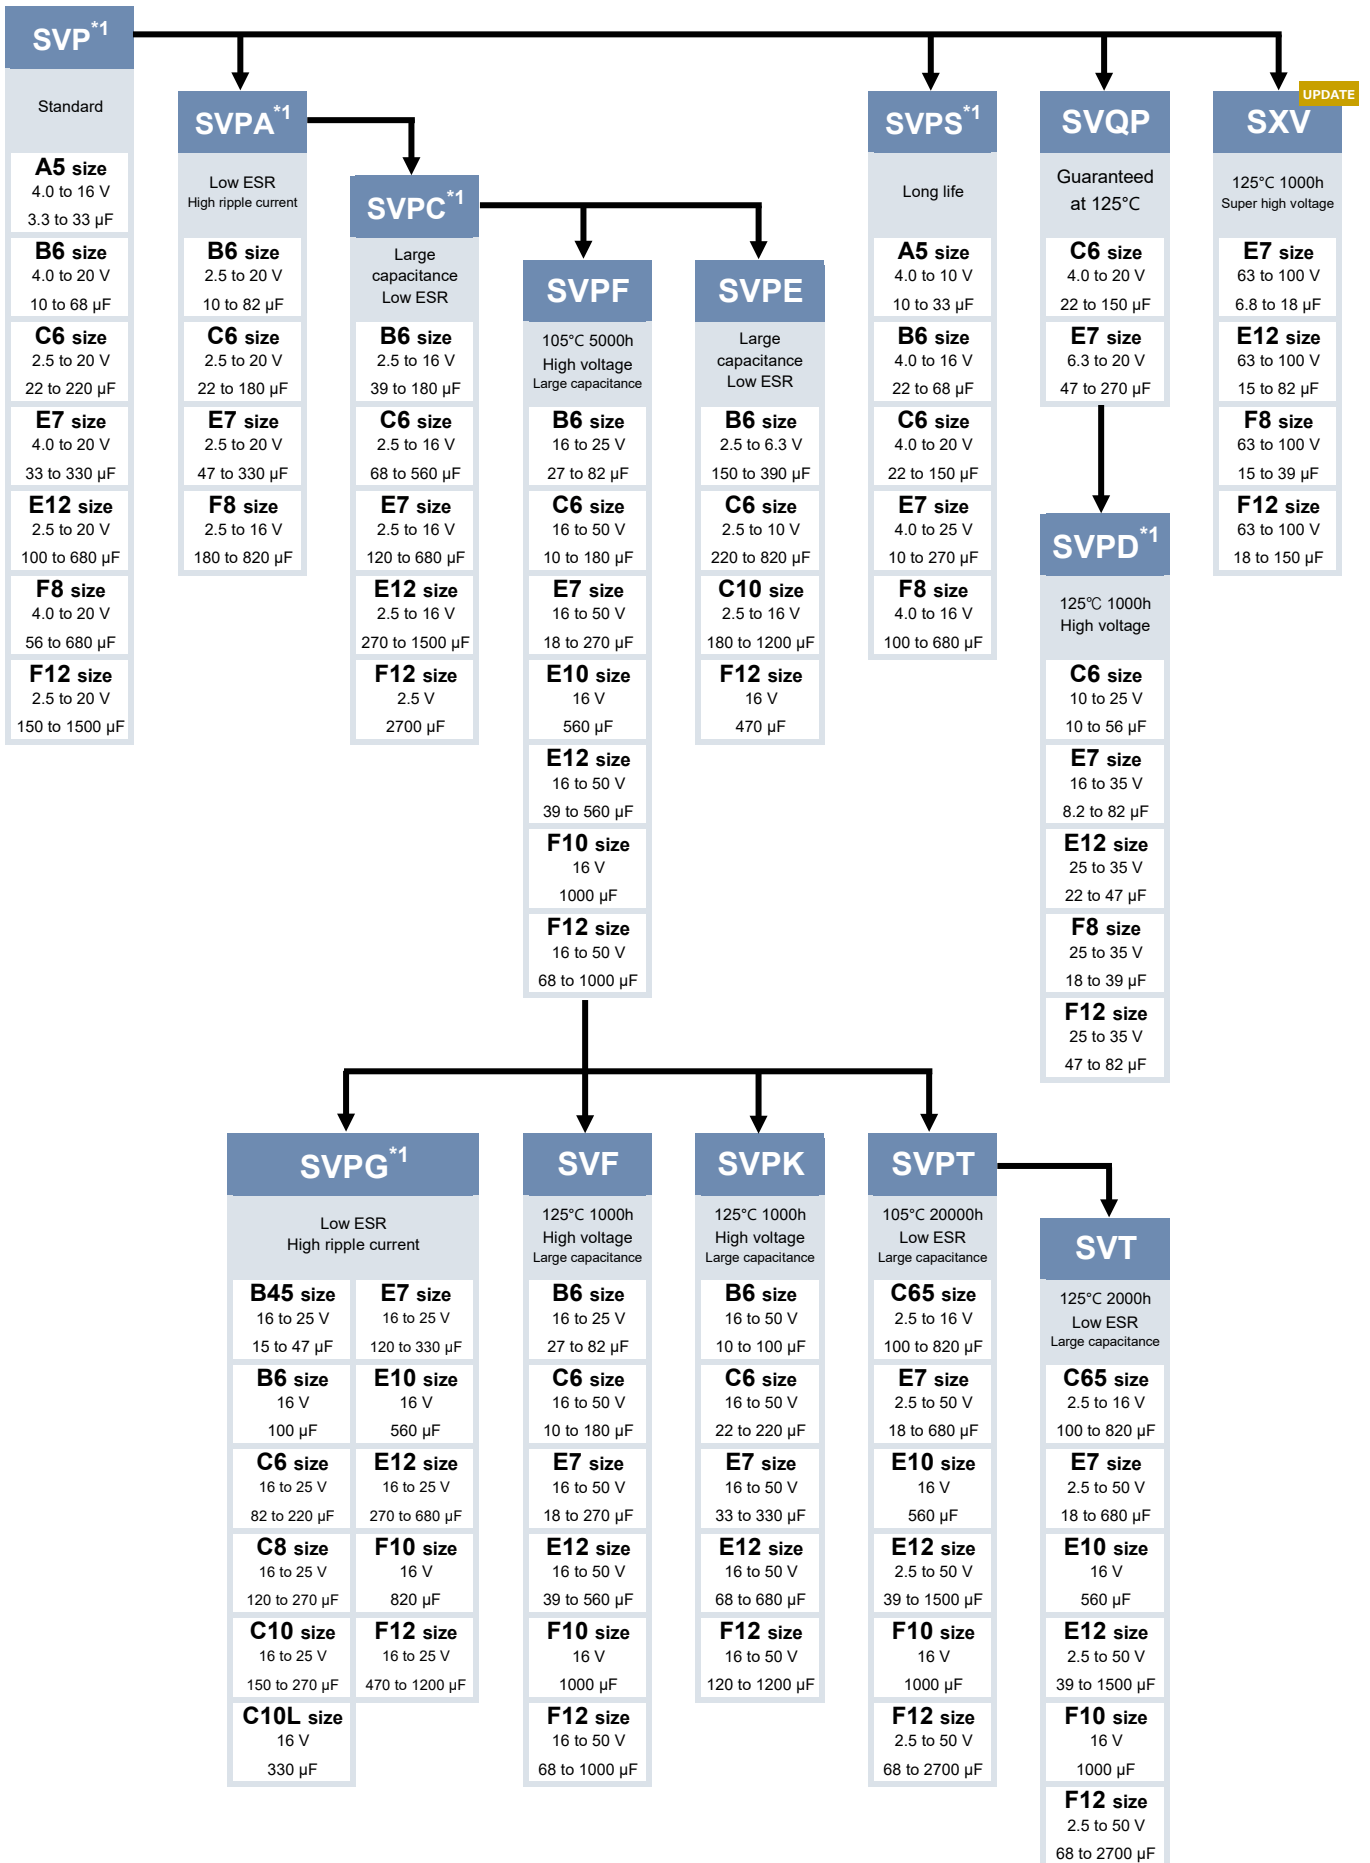 SVP*1
Standard
A5 size
4.0 to 16 V
3.3 to 33 µF
B6 size
4.0 to 20 V
10 to 68 µF
C6 size
2.5 to 20 V
22 to 220 µF
E7 size
4.0 to 20 V
33 to 330 µF
E12 size
2.5 to 20 V
100 to 680 µF
F8 size
4.0 to 20 V
56 to 680 µF
F12 size
2.5 to 20 V
150 to 1500 µF
SVPA*1
Low ESR
High ripple current
B6 size
2.5 to 20 V
10 to 82 µF
C6 size
2.5 to 20 V
22 to 180 µF
E7 size
2.5 to 20 V
47 to 330 µF
F8 size
2.5 to 16 V
180 to 820 µF
SVPC*1
Large
capacitance
Low ESR
B6 size
2.5 to 16 V
39 to 180 µF
C6 size
2.5 to 16 V
68 to 560 µF
E7 size
2.5 to 16 V
120 to 680 µF
E12 size
2.5 to 16 V
270 to 1500 µF
F12 size
2.5 V
2700 µF
SVPF
105°C 5000h
High voltage
Large capacitance
B6 size
16 to 25 V
27 to 82 µF
C6 size
16 to 50 V
10 to 180 µF
E7 size
16 to 50 V
18 to 270 µF
E10 size
16 V
560 µF
E12 size
16 to 50 V
39 to 560 µF
F10 size
16 V
1000 µF
F12 size
16 to 50 V
68 to 1000 µF
SVPE
Large
capacitance
Low ESR
B6 size
2.5 to 6.3 V
150 to 390 µF
C6 size
2.5 to 10 V
220 to 820 µF
C10 size
2.5 to 16 V
180 to 1200 µF
F12 size
16 V
470 µF
SVPS*1
Long life
A5 size
4.0 to 10 V
10 to 33 µF
B6 size
4.0 to 16 V
22 to 68 µF
C6 size
4.0 to 20 V
22 to 150 µF
E7 size
4.0 to 25 V
10 to 270 µF
F8 size
4.0 to 16 V
100 to 680 µF
SVQP
Guaranteed
at 125°C
C6 size
4.0 to 20 V
22 to 150 µF
E7 size
6.3 to 20 V
47 to 270 µF
SVPD*1
125℃ 1000h
High voltage
C6 size
10 to 25 V
10 to 56 µF
E7 size
16 to 35 V
8.2 to 82 µF
E12 size
25 to 35 V
22 to 47 µF
F8 size
25 to 35 V
18 to 39 µF
F12 size
25 to 35 V
47 to 82 µF
UPDATE
SXV
125°C 1000h
Super high voltage
E7 size
63 to 100 V
6.8 to 18 µF
E12 size
63 to 100 V
15 to 82 µF
F8 size
63 to 100 V
15 to 39 µF
F12 size
63 to 100 V
18 to 150 µF
SVPG*1
Low ESR
High ripple current
B45 size
16 to 25 V
15 to 47 µF
B6 size
16 V
100 µF
C6 size
16 to 25 V
82 to 220 µF
C8 size
16 to 25 V
120 to 270 µF
C10 size
16 to 25 V
150 to 270 µF
C10L size
16 V
330 µF
E7 size
16 to 25 V
120 to 330 µF
E10 size
16 V
560 µF
E12 size
16 to 25 V
270 to 680 µF
F10 size
16 V
820 µF
F12 size
16 to 25 V
470 to 1200 µF
SVF
125°C 1000h
High voltage
Large capacitance
B6 size
16 to 25 V
27 to 82 µF
C6 size
16 to 50 V
10 to 180 µF
E7 size
16 to 50 V
18 to 270 µF
E12 size
16 to 50 V
39 to 560 µF
F10 size
16 V
1000 µF
F12 size
16 to 50 V
68 to 1000 µF
SVPK
125°C 1000h
High voltage
Large capacitance
B6 size
16 to 50 V
10 to 100 µF
C6 size
16 to 50 V
22 to 220 µF
E7 size
16 to 50 V
33 to 330 µF
E12 size
16 to 50 V
68 to 680 µF
F12 size
16 to 50 V
120 to 1200 µF
SVPT
105°C 20000h
Low ESR
Large capacitance
C65 size
2.5 to 16 V
100 to 820 µF
E7 size
2.5 to 50 V
18 to 680 µF
E10 size
16 V
560 µF
E12 size
2.5 to 50 V
39 to 1500 µF
F10 size
16 V
1000 µF
F12 size
2.5 to 50 V
68 to 2700 µF
SVT
125°C 2000h
Low ESR
Large capacitance
C65 size
2.5 to 16 V
100 to 820 µF
E7 size
2.5 to 50 V
18 to 680 µF
E10 size
16 V
560 µF
E12 size
2.5 to 50 V
39 to 1500 µF
F10 size
16 V
1000 µF
F12 size
2.5 to 50 V
68 to 2700 µF